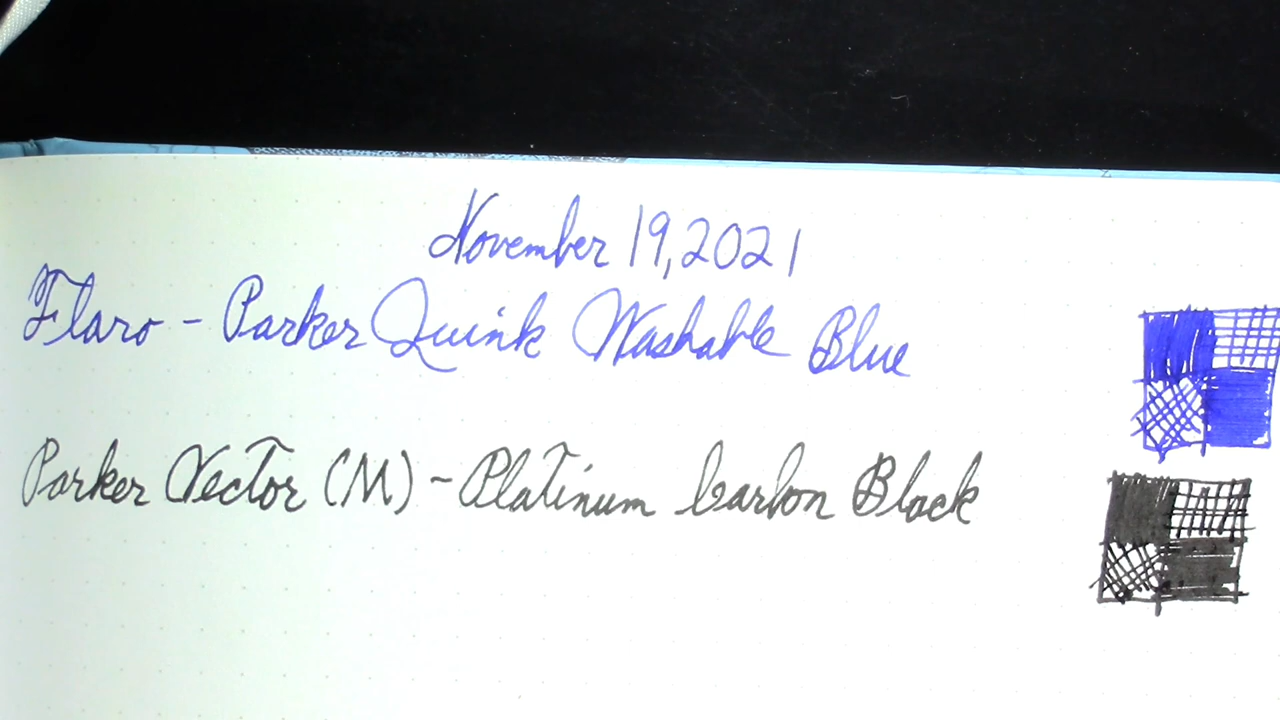 November 19, 2021
Flaro - Parker Quink Washable Blue
Parker Vector (M) - Platinum Carbon Black